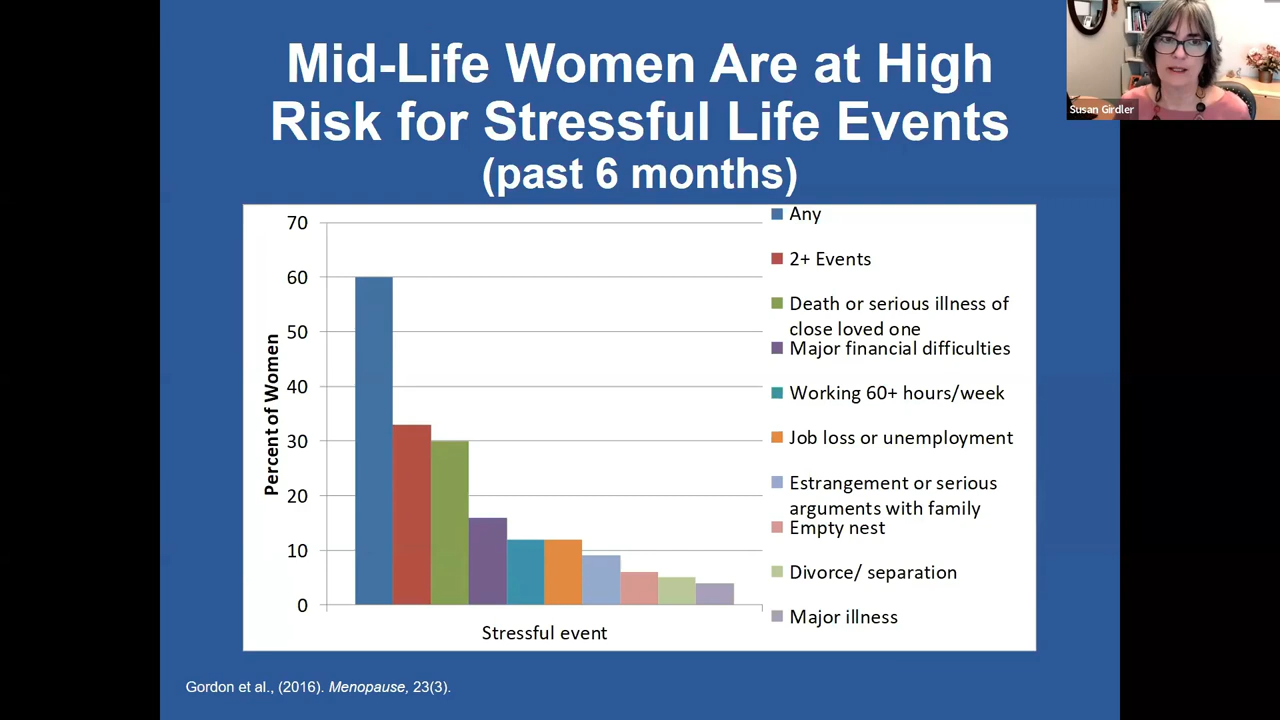 Mid-Life Women Are at High
Risk for Stressful Life Events
(past 6 months)
Susan Girdler
70
60
50
40
30
20
10
0
Percent of Women
Stressful event
Any
2+ Events
Death or serious illness of
close loved one
Major financial difficulties
Working 60+ hours/week
Job loss or unemployment
Estrangement or serious
arguments with family
Empty nest
Divorce/ separation
Major illness
Gordon et al., (2016). Menopause, 23(3).